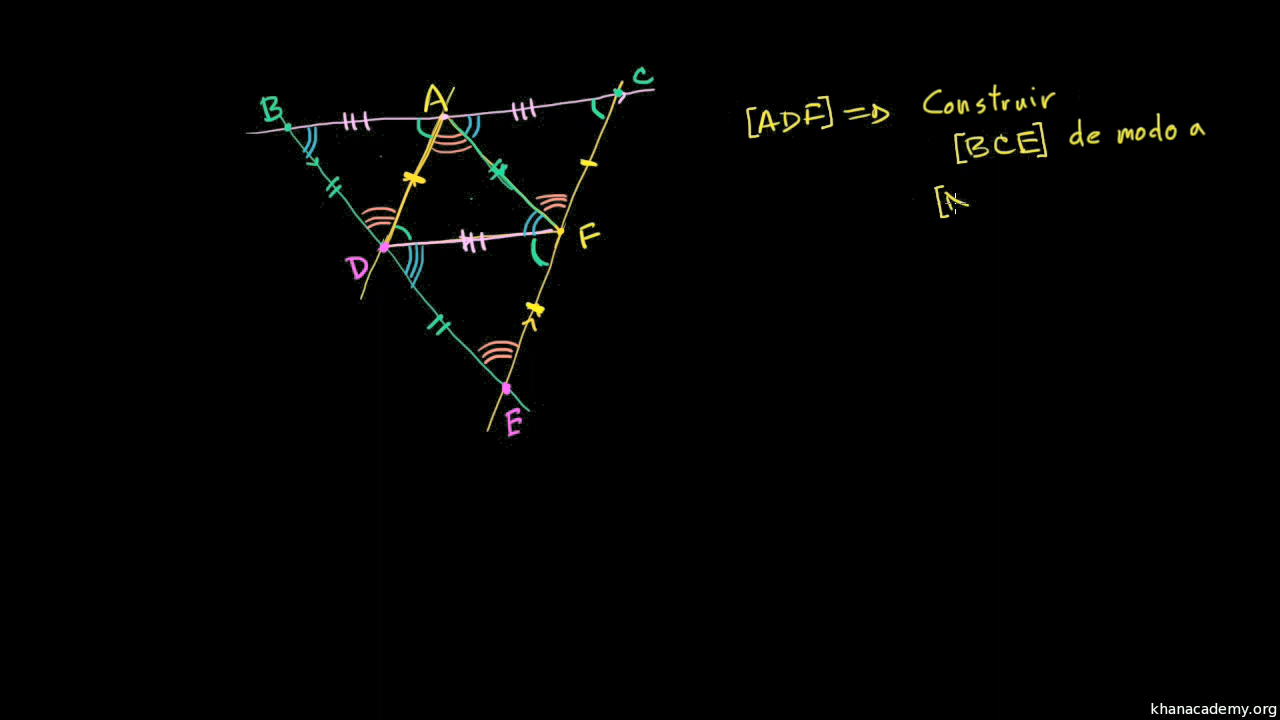 B
A
C
[ADF] ⇒ Construir
[BCE] de modo a
[A
D
F
E
khanacademy.org